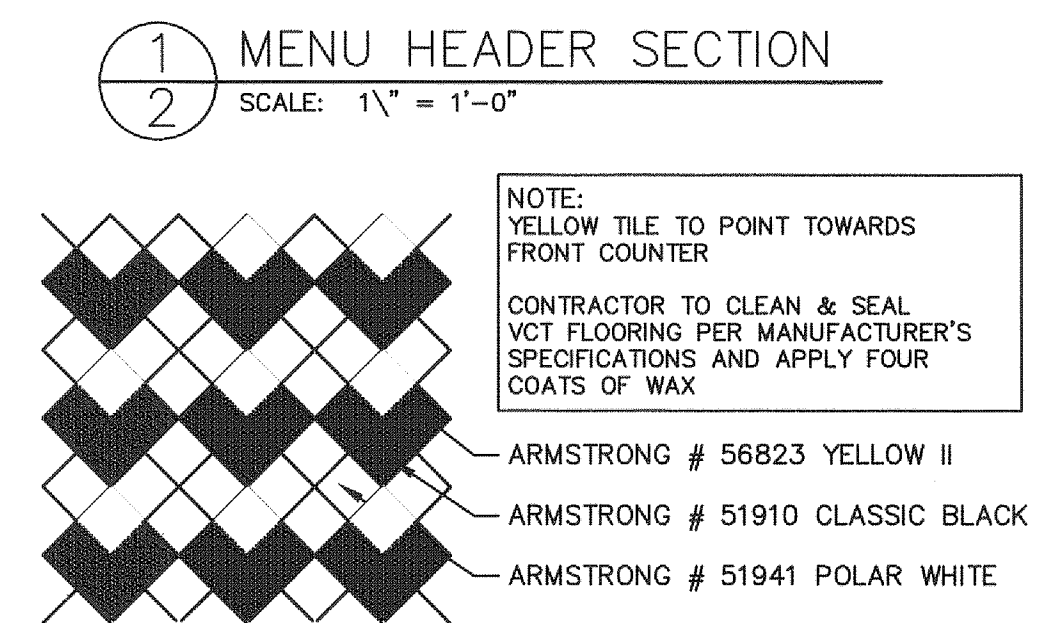 1
MENU HEADER SECTION
2
SCALE: 1\" = 1'-0"
NOTE:
YELLOW TILE TO POINT TOWARDS
FRONT COUNTER
CONTRACTOR TO CLEAN & SEAL
VCT FLOORING PER MANUFACTURER'S
SPECIFICATIONS AND APPLY FOUR
COATS OF WAX
ARMSTRONG # 56823 YELLOW II
ARMSTRONG # 51910 CLASSIC BLACK
ARMSTRONG # 51941 POLAR WHITE